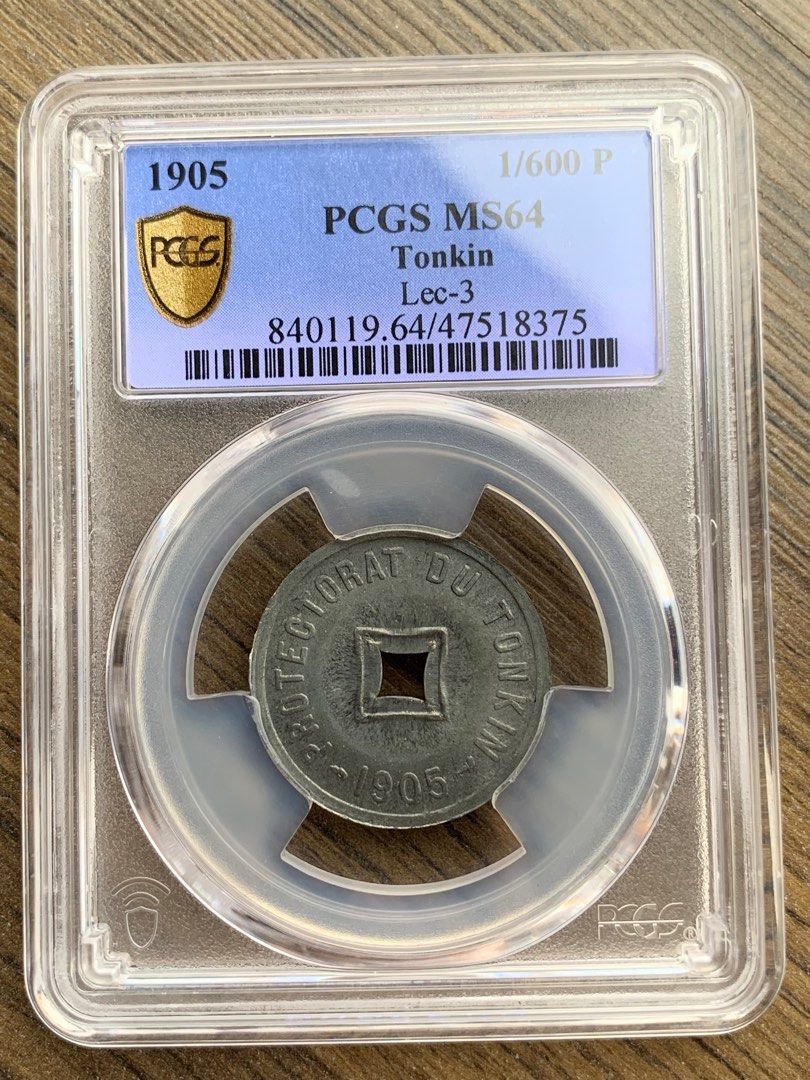 1905
1/600 P
PCGS
PCGS MS64
Tonkin
Lec-3
840119.64/47518375
PROTECTORAT DU TONKIN
1905
PCGS®